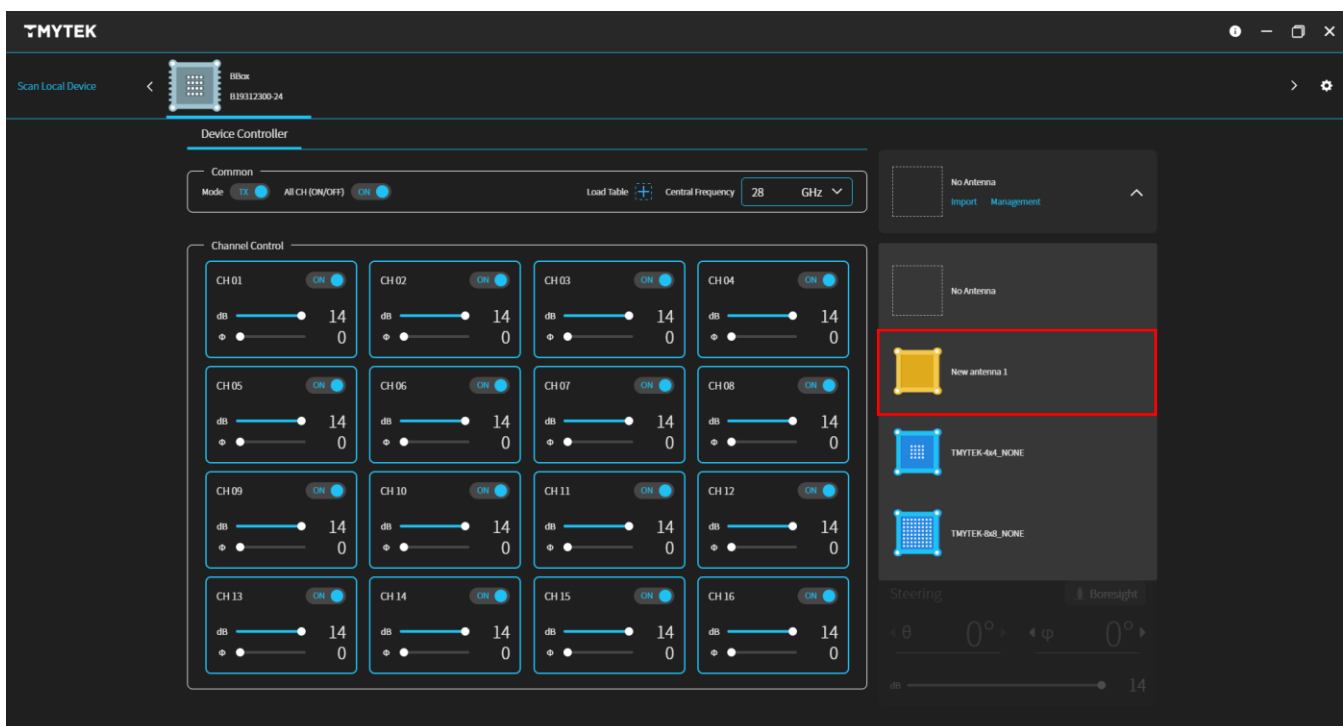 TMYTEK
Scan Local Device
BBox
B19312300-24
Device Controller
Common
Mode TX All CH (ON/OFF) ON Load Table Central Frequency 28 GHz
No Antenna
Import Management
Channel Control
CH 01 ON CH 02 ON CH 03 ON CH 04 ON
dB 14 dB 14 dB 14 dB 14
Φ 0 Φ 0 Φ 0 Φ 0
CH 05 ON CH 06 ON CH 07 ON CH 08 ON
dB 14 dB 14 dB 14 dB 14
Φ 0 Φ 0 Φ 0 Φ 0
CH 09 ON CH 10 ON CH 11 ON CH 12 ON
dB 14 dB 14 dB 14 dB 14
Φ 0 Φ 0 Φ 0 Φ 0
CH 13 ON CH 14 ON CH 15 ON CH 16 ON
dB 14 dB 14 dB 14 dB 14
Φ 0 Φ 0 Φ 0 Φ 0
No Antenna
New antenna 1
TMYTEK-4x4_NONE
TMYTEK-8x8_NONE
Steering Boresight
θ 0° φ 0°
dB 14